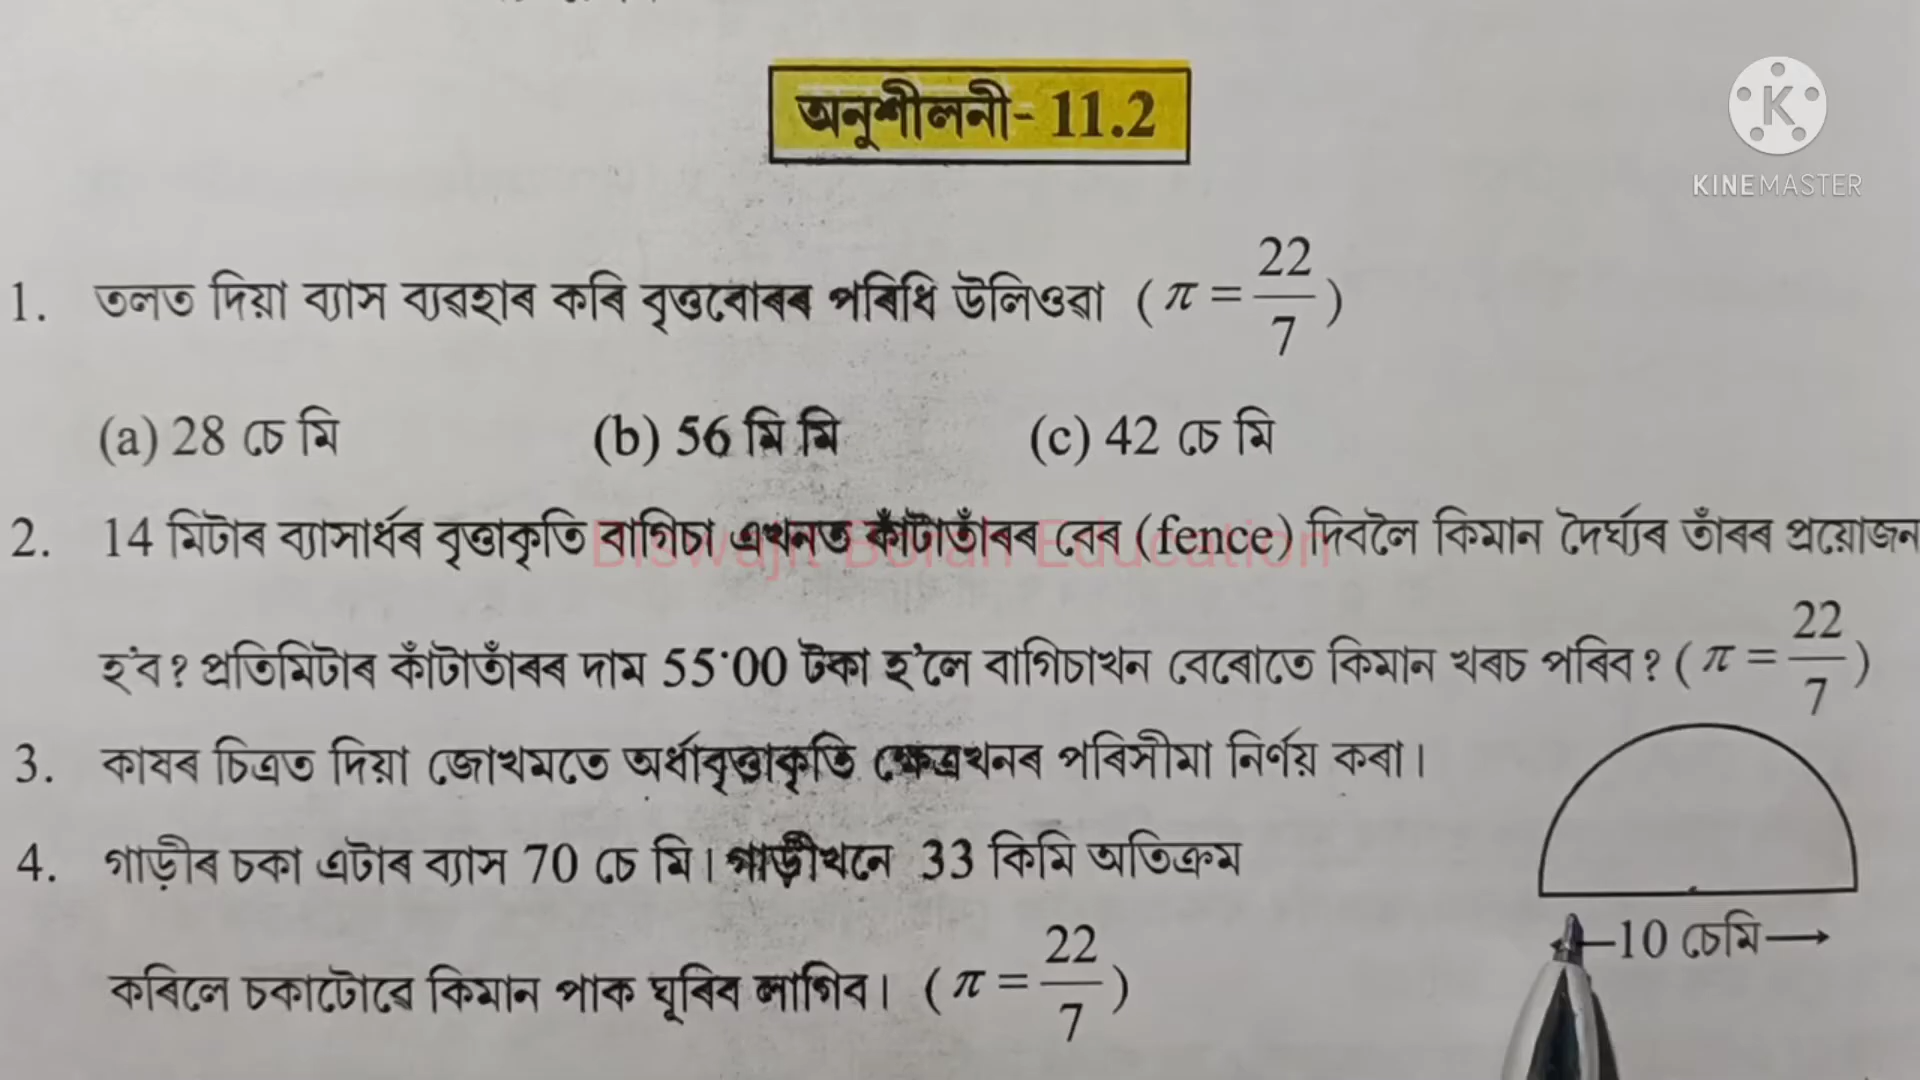 অনুশীলনী- 11.2
K
KINEMASTER
1. তলত দিয়া ব্যাস ব্যৱহাৰ কৰি বৃত্তবোৰৰ পৰিধি উলিওৱা ( π = 22/7 )
(a) 28 চে মি (b) 56 মি মি (c) 42 চে মি
2. 14 মিটাৰ ব্যাসাৰ্ধৰ বৃত্তাকৃতি বাগিচা এখনত কাঁটাতাঁৰৰ বেৰ (fence) দিবলৈ কিমান দৈৰ্ঘ্যৰ তাঁৰৰ প্ৰয়োজন
Biswajit Borah Education
হ'ব? প্ৰতিমিটাৰ কাঁটাতাঁৰৰ দাম 55·00 টকা হ'লে বাগিচাখন বেৰোতে কিমান খৰচ পৰিব? ( π = 22/7 )
3. কাষৰ চিত্ৰত দিয়া জোখমতে অৰ্ধাবৃত্তাকৃতি ক্ষেত্ৰখনৰ পৰিসীমা নিৰ্ণয় কৰা।
4. গাড়ীৰ চকা এটাৰ ব্যাস 70 চে মি। গাড়ীখনে 33 কিমি অতিক্ৰম
10 চেমি
কৰিলে চকাটোৱে কিমান পাক ঘূৰিব লাগিব। ( π = 22/7 )